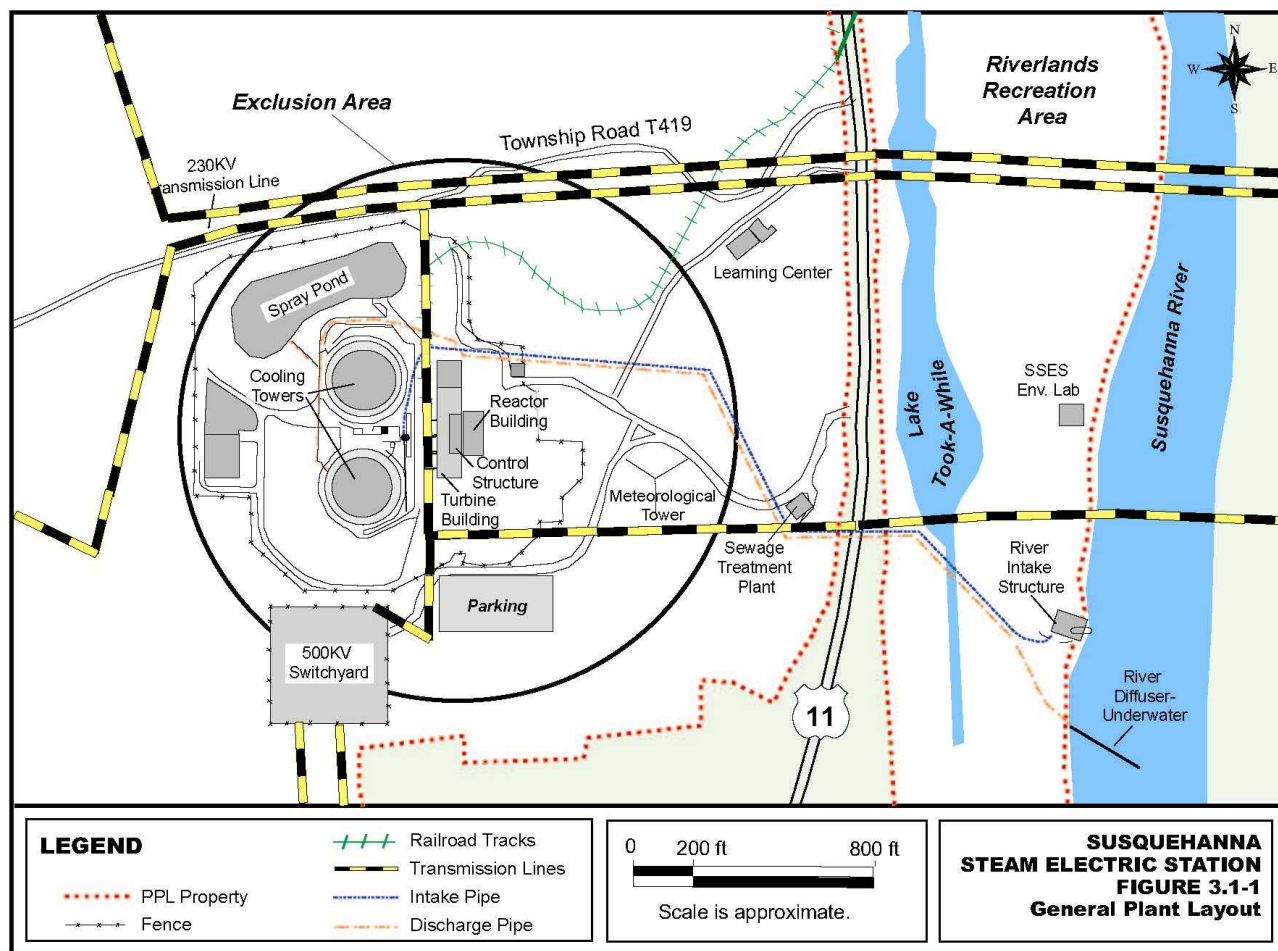 N
W
E
S
Riverlands
Recreation
Area
Exclusion Area
Township Road T419
230KV
ransmission Line
Learning Center
Spray Pond
Susquehanna River
SSES
Env. Lab
Cooling
Towers
Reactor
Building
Lake
Took-A-While
Control
Structure
Meteorological
Tower
Turbine
Building
Sewage
Treatment
Plant
River
Intake
Structure
Parking
500KV
Switchyard
River
Diffuser-
Underwater
11
LEGEND
PPL Property
Fence
Railroad Tracks
Transmission Lines
Intake Pipe
Discharge Pipe
0 200 ft 800 ft
Scale is approximate.
SUSQUEHANNA
STEAM ELECTRIC STATION
FIGURE 3.1-1
General Plant Layout